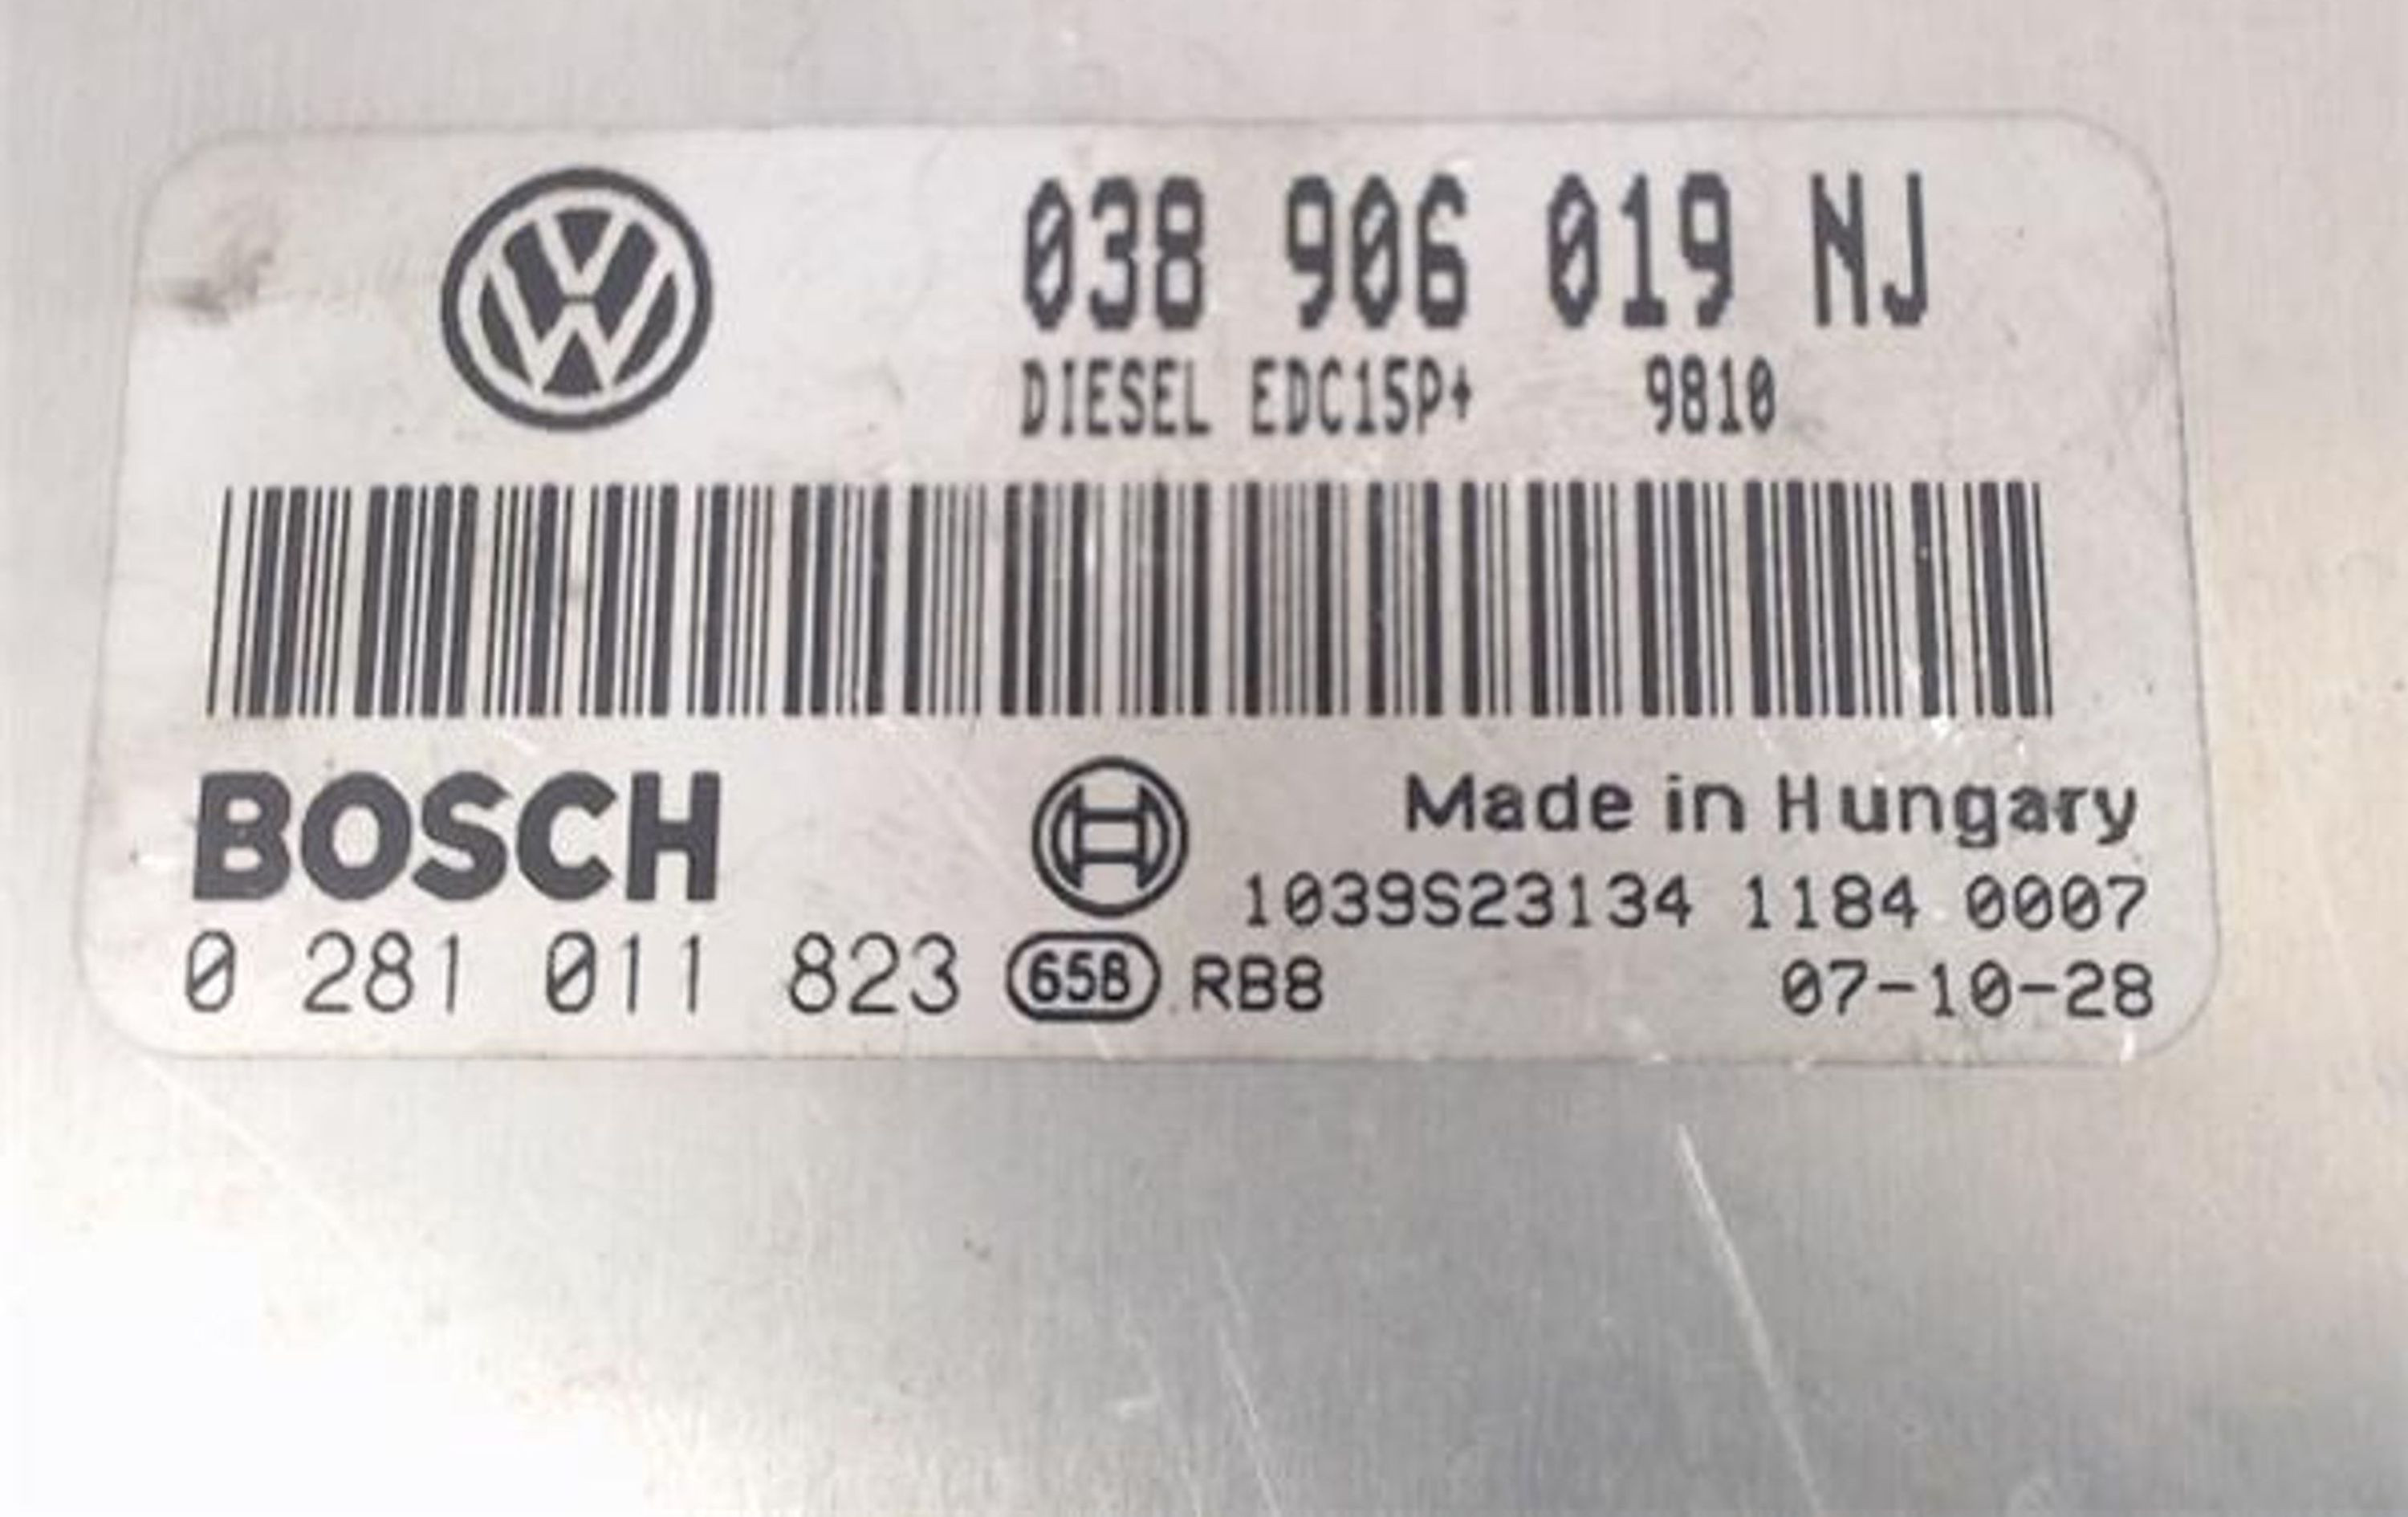 038 906 019 NJ
DIESEL EDC15P+ 9810
BOSCH
Made in Hungary
1039S23134 1184 0007
0 281 011 823 658 RB8 07-10-28